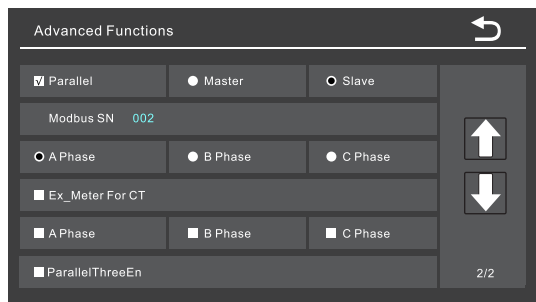 Advanced Functions
Parallel Master Slave
Modbus SN 002
A Phase B Phase C Phase
Ex_Meter For CT
A Phase B Phase C Phase
ParallelThreeEn
2/2